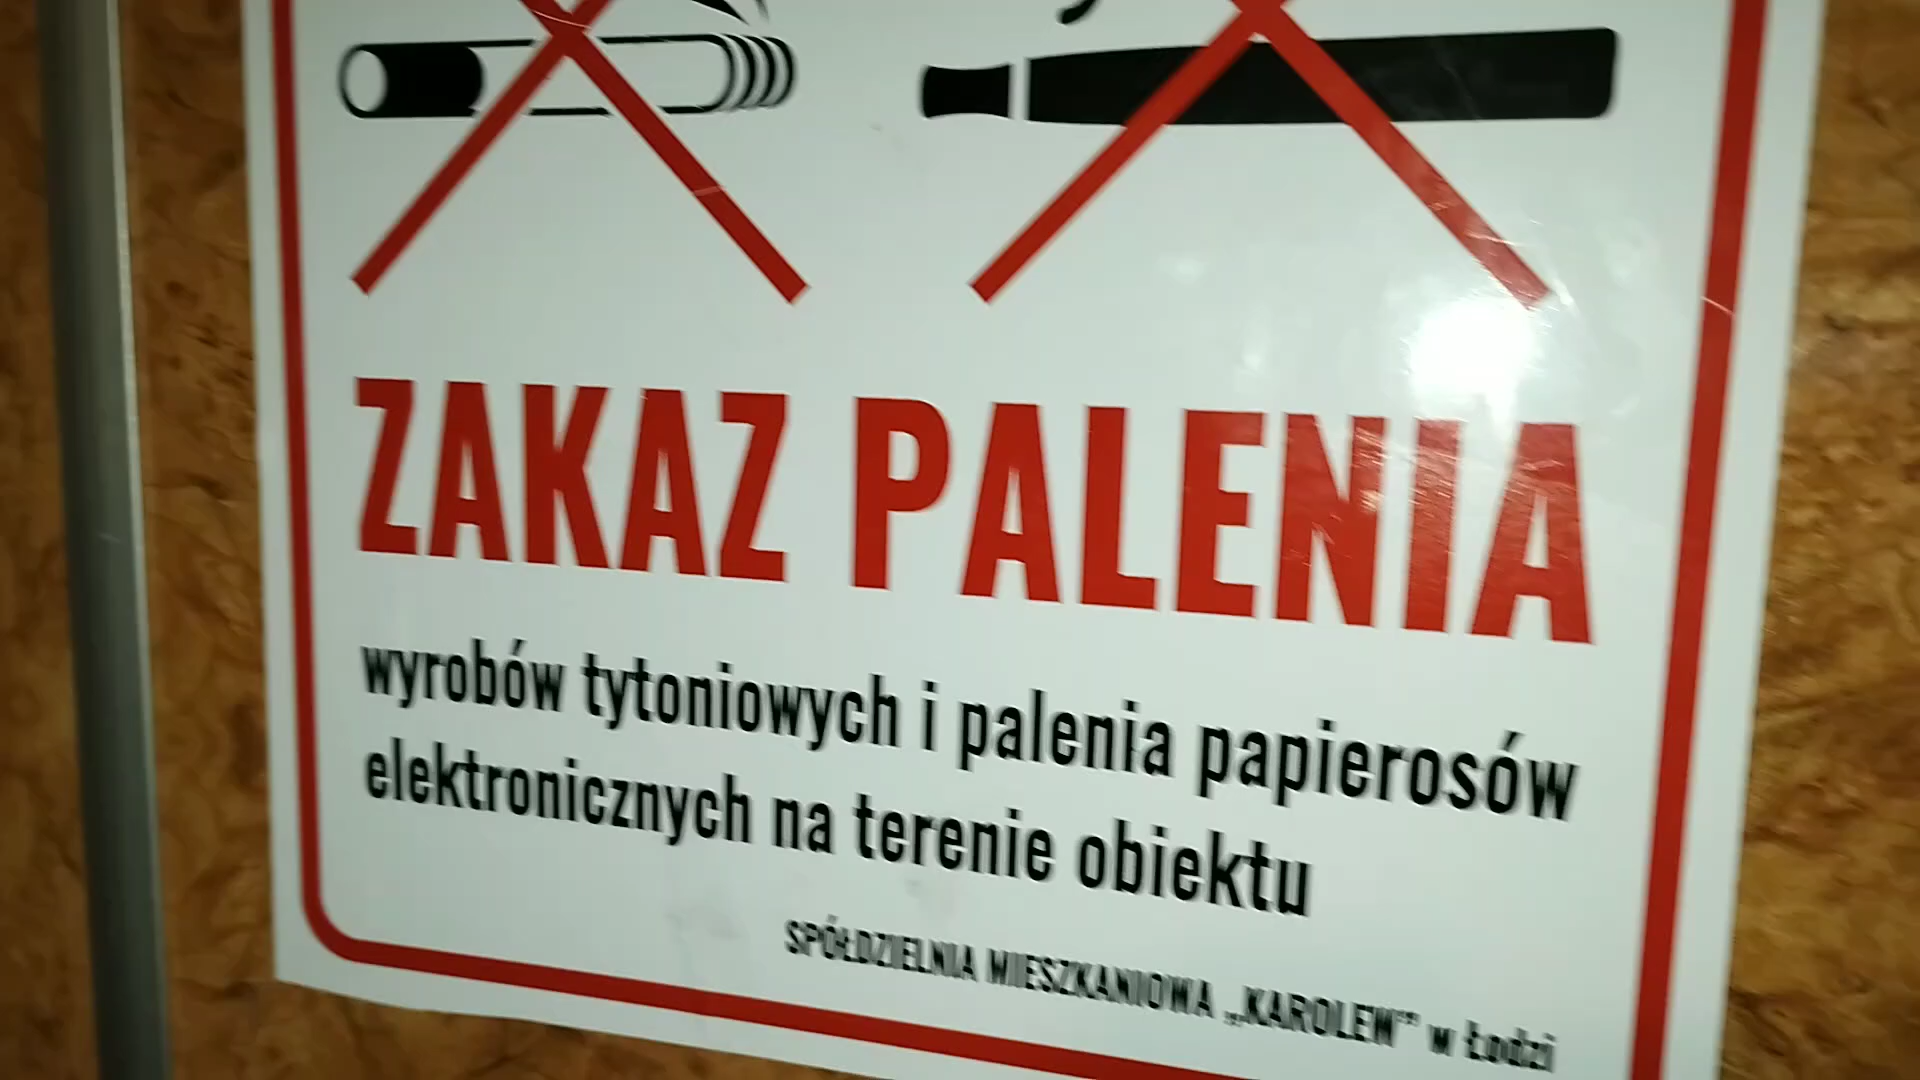 ZAKAZ PALENIA
wyrobów tytoniowych i palenia papierosów
elektronicznych na terenie obiektu
SPÓŁDZIELNIA MIESZKANIOWA „KAROLEW” w Łodzi